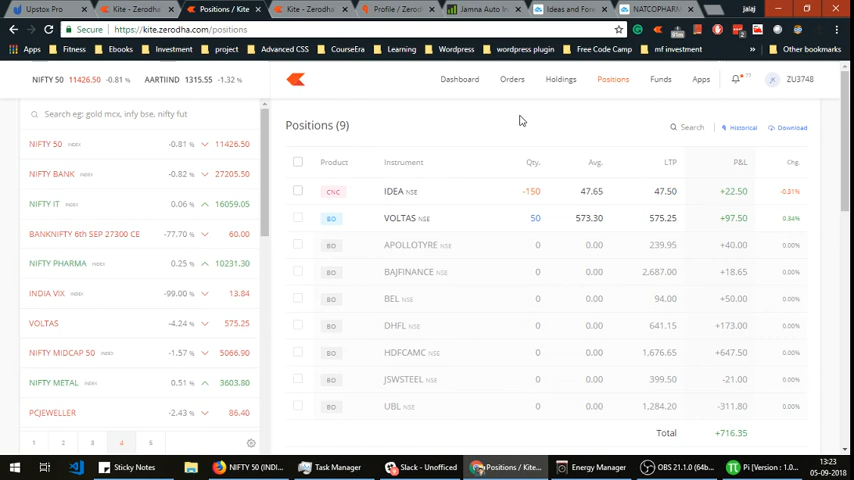 Upstox Pro
Kite - Zerodha
Positions / Kite
Kite - Zerodha
Profile / Zerodh
Jamna Auto In
Ideas and Fore
NATCOPHARM
jalaj
Secure
https://kite.zerodha.com/positions
Apps
Fitness
Ebooks
Investment
project
Advanced CSS
CourseEra
Learning
Wordpress
wordpress plugin
Free Code Camp
mf investment
»
Other bookmarks
NIFTY 50 11426.50 -0.81 %
AARTIIND 1315.55 -1.32 %
Dashboard
Orders
Holdings
Positions
Funds
Apps
77
ZU3748
Search eg: gold mcx, infy bse, nifty fut
NIFTY 50 INDEX -0.81 % 11426.50
NIFTY BANK INDEX -0.82 % 27205.50
NIFTY IT INDEX 0.06 % 16059.05
BANKNIFTY 6th SEP 27300 CE -77.70 % 60.00
NIFTY PHARMA INDEX 0.25 % 10231.30
INDIA VIX INDEX -99.00 % 13.84
VOLTAS -4.24 % 575.25
NIFTY MIDCAP 50 INDEX -1.57 % 5066.90
NIFTY METAL INDEX 0.51 % 3603.80
PCJEWELLER -2.43 % 86.40
1 2 3 4 5
Positions (9)
Search
Historical
Download
Product Instrument Qty. Avg. LTP P&L Chg.
CNC IDEA NSE -150 47.65 47.50 +22.50 -0.31%
BO VOLTAS NSE 50 573.30 575.25 +97.50 0.34%
BO APOLLOTYRE NSE 0 0.00 239.95 +40.00 0.00%
BO BAJFINANCE NSE 0 0.00 2,687.00 +18.65 0.00%
BO BEL NSE 0 0.00 94.00 +50.00 0.00%
BO DHFL NSE 0 0.00 641.15 +173.00 0.00%
BO HDFCAMC NSE 0 0.00 1,676.65 +647.50 0.00%
BO JSWSTEEL NSE 0 0.00 399.50 -21.00 0.00%
BO UBL NSE 0 0.00 1,284.20 -311.80 0.00%
Total +716.35
Sticky Notes
NIFTY 50 (INDI...
Task Manager
Slack - Unofficed
Positions / Kite...
Energy Manager
OBS 21.1.0 (64b...
Pi [Version : 1.0...
13:23
05-09-2018